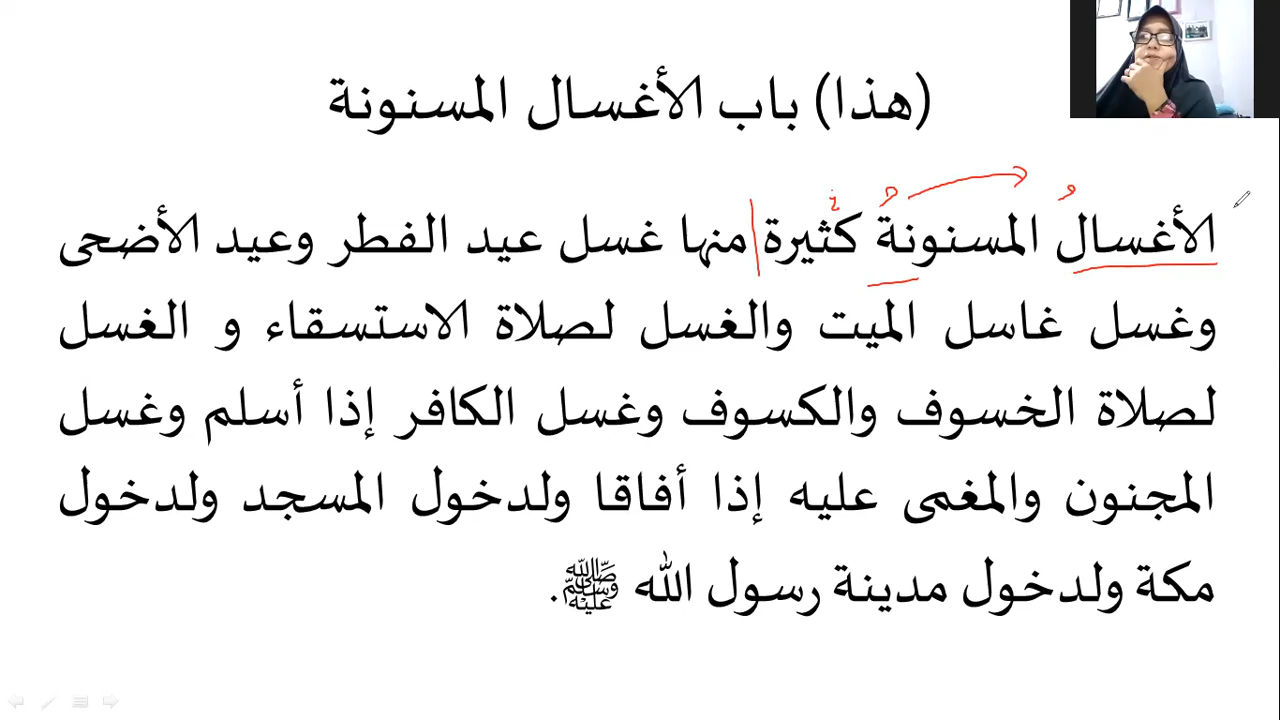 (هذا) باب الأغسال المسنونة
الأغسالُ المسنونةُ كثيرة منها غسل عيد الفطر وعيد الأضحى
وغسل غاسل الميت والغسل لصلاة الاستسقاء و الغسل
لصلاة الخسوف والكسوف وغسل الكافر إذا أسلم وغسل
المجنون والمغمى عليه إذا أفاقا ولدخول المسجد ولدخول
مكة ولدخول مدينة رسول الله ﷺ.